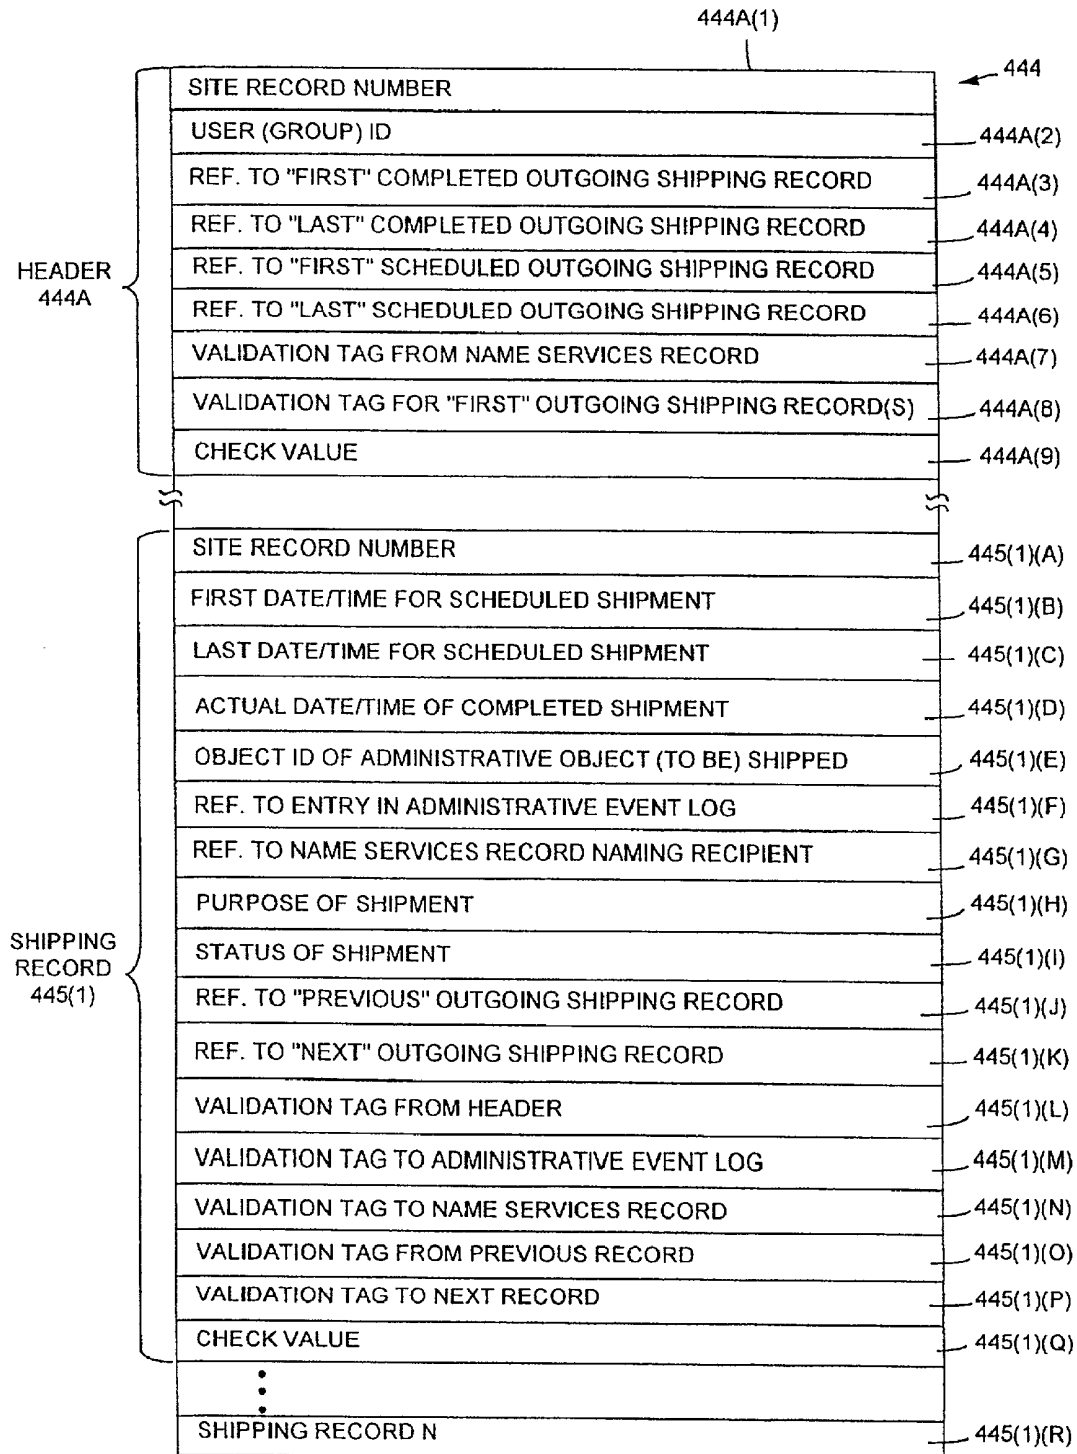 444A(1)
444
SITE RECORD NUMBER
USER (GROUP) ID 444A(2)
REF. TO "FIRST" COMPLETED OUTGOING SHIPPING RECORD 444A(3)
REF. TO "LAST" COMPLETED OUTGOING SHIPPING RECORD 444A(4)
HEADER
444A
REF. TO "FIRST" SCHEDULED OUTGOING SHIPPING RECORD 444A(5)
REF. TO "LAST" SCHEDULED OUTGOING SHIPPING RECORD 444A(6)
VALIDATION TAG FROM NAME SERVICES RECORD 444A(7)
VALIDATION TAG FOR "FIRST" OUTGOING SHIPPING RECORD(S) 444A(8)
CHECK VALUE 444A(9)
SITE RECORD NUMBER 445(1)(A)
FIRST DATE/TIME FOR SCHEDULED SHIPMENT 445(1)(B)
LAST DATE/TIME FOR SCHEDULED SHIPMENT 445(1)(C)
ACTUAL DATE/TIME OF COMPLETED SHIPMENT 445(1)(D)
OBJECT ID OF ADMINISTRATIVE OBJECT (TO BE) SHIPPED 445(1)(E)
REF. TO ENTRY IN ADMINISTRATIVE EVENT LOG 445(1)(F)
REF. TO NAME SERVICES RECORD NAMING RECIPIENT 445(1)(G)
PURPOSE OF SHIPMENT 445(1)(H)
SHIPPING
RECORD
445(1)
STATUS OF SHIPMENT 445(1)(I)
REF. TO "PREVIOUS" OUTGOING SHIPPING RECORD 445(1)(J)
REF. TO "NEXT" OUTGOING SHIPPING RECORD 445(1)(K)
VALIDATION TAG FROM HEADER 445(1)(L)
VALIDATION TAG TO ADMINISTRATIVE EVENT LOG 445(1)(M)
VALIDATION TAG TO NAME SERVICES RECORD 445(1)(N)
VALIDATION TAG FROM PREVIOUS RECORD 445(1)(O)
VALIDATION TAG TO NEXT RECORD 445(1)(P)
CHECK VALUE 445(1)(Q)
SHIPPING RECORD N 445(1)(R)